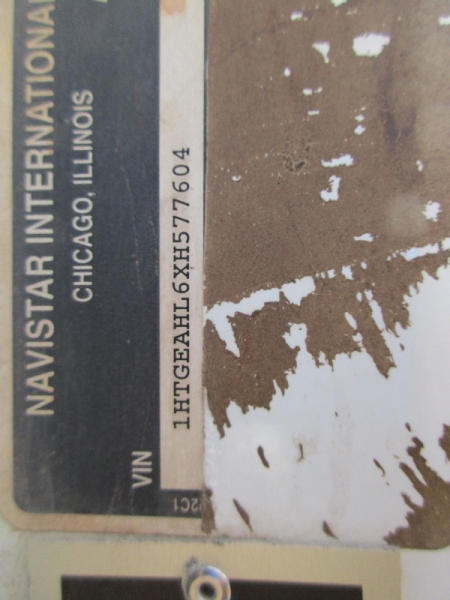 NAVISTAR INTERNATIONAL
CHICAGO, ILLINOIS
VIN
1HTGEAHL6XH577604